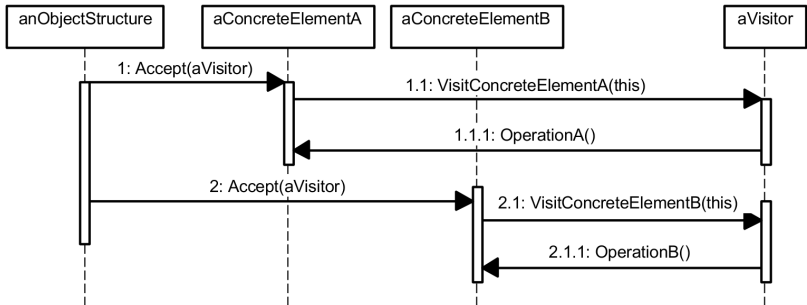 anObjectStructure
aConcreteElementA
aConcreteElementB
aVisitor
1: Accept(aVisitor)
1.1: VisitConcreteElementA(this)
1.1.1: OperationA()
2: Accept(aVisitor)
2.1: VisitConcreteElementB(this)
2.1.1: OperationB()